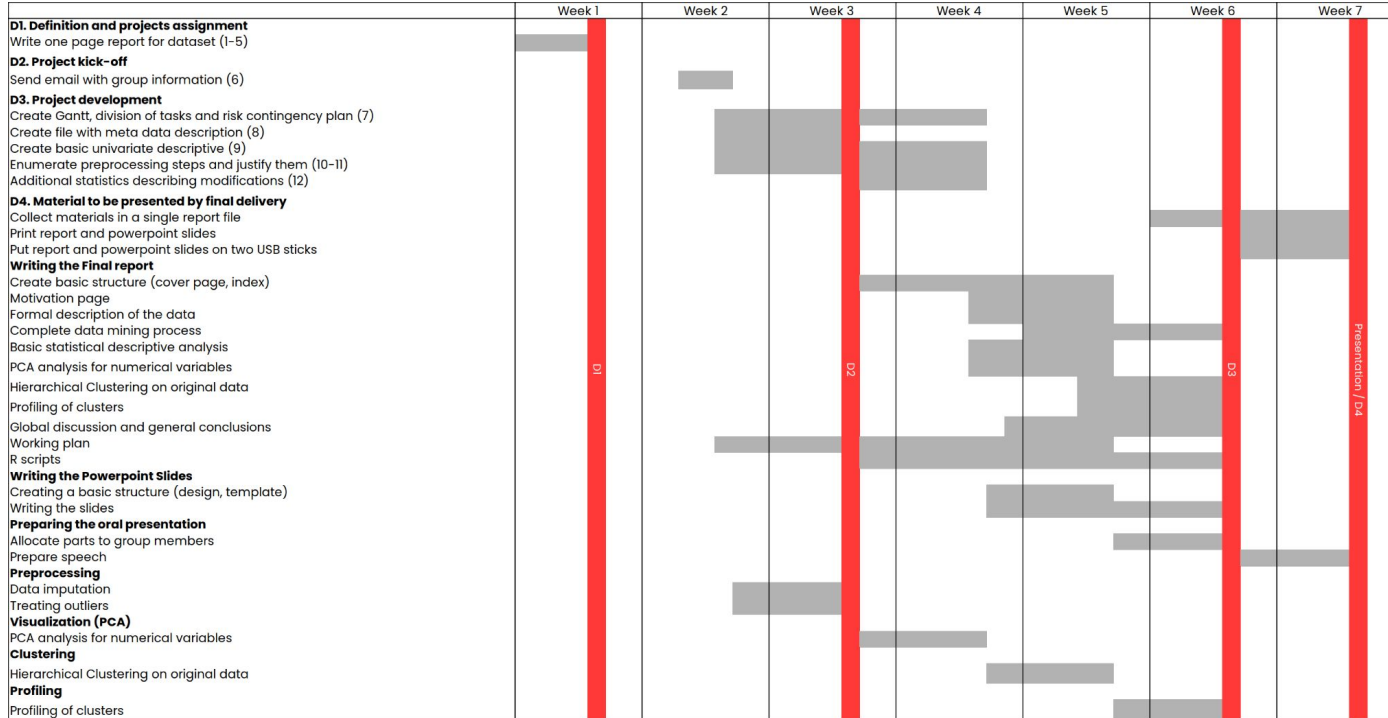 Week 1 Week 2 Week 3 Week 4 Week 5 Week 6 Week 7
D1. Definition and projects assignment
Write one page report for dataset (1-5)
D2. Project kick-off
Send email with group information (6)
D3. Project development
Create Gantt, division of tasks and risk contingency plan (7)
Create file with meta data description (8)
Create basic univariate descriptive (9)
Enumerate preprocessing steps and justify them (10-11)
Additional statistics describing modifications (12)
D4. Material to be presented by final delivery
Collect materials in a single report file
Print report and powerpoint slides
Put report and powerpoint slides on two USB sticks
Writing the Final report
Create basic structure (cover page, index)
Motivation page
Formal description of the data
Complete data mining process
Basic statistical descriptive analysis
PCA analysis for numerical variables
Hierarchical Clustering on original data
Profiling of clusters
Global discussion and general conclusions
Working plan
R scripts
Writing the Powerpoint Slides
Creating a basic structure (design, template)
Writing the slides
Preparing the oral presentation
Allocate parts to group members
Prepare speech
Preprocessing
Data imputation
Treating outliers
Visualization (PCA)
PCA analysis for numerical variables
Clustering
Hierarchical Clustering on original data
Profiling
Profiling of clusters
D1
D2
D3
Presentation / D4